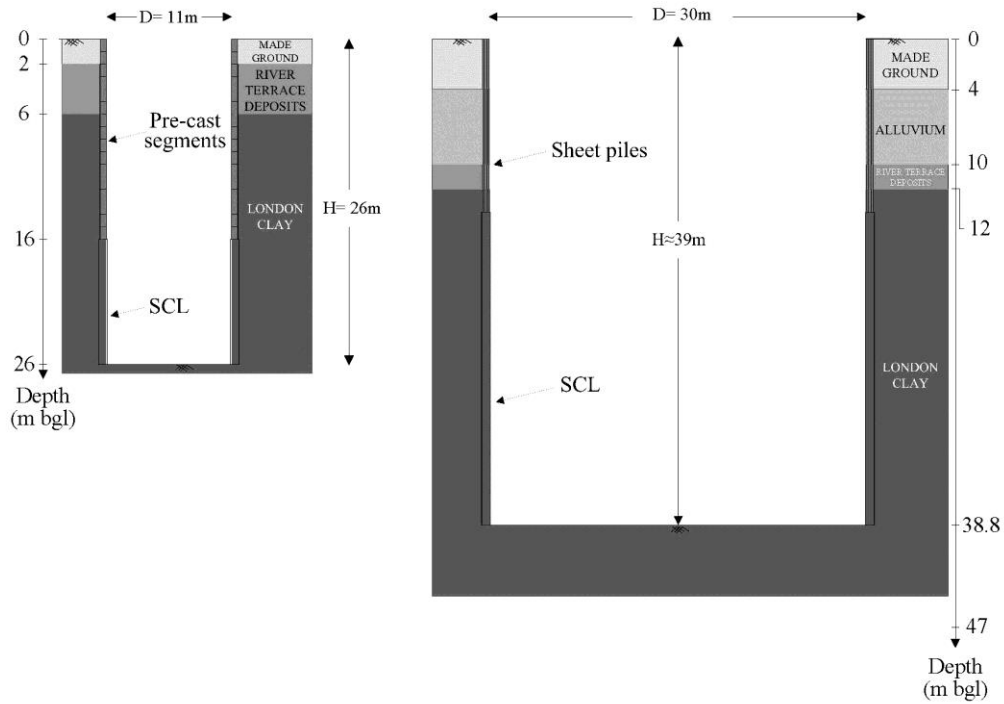 D= 11m
0
2
6
16
26
Depth
(m bgl)
Pre-cast
segments
SCL
MADE
GROUND
RIVER
TERRACE
DEPOSITS
LONDON
CLAY
H= 26m
D= 30m
Sheet piles
H≈39m
SCL
MADE
GROUND
ALLUVIUM
RIVER TERRACE
DEPOSITS
LONDON
CLAY
0
4
10
12
38.8
47
Depth
(m bgl)